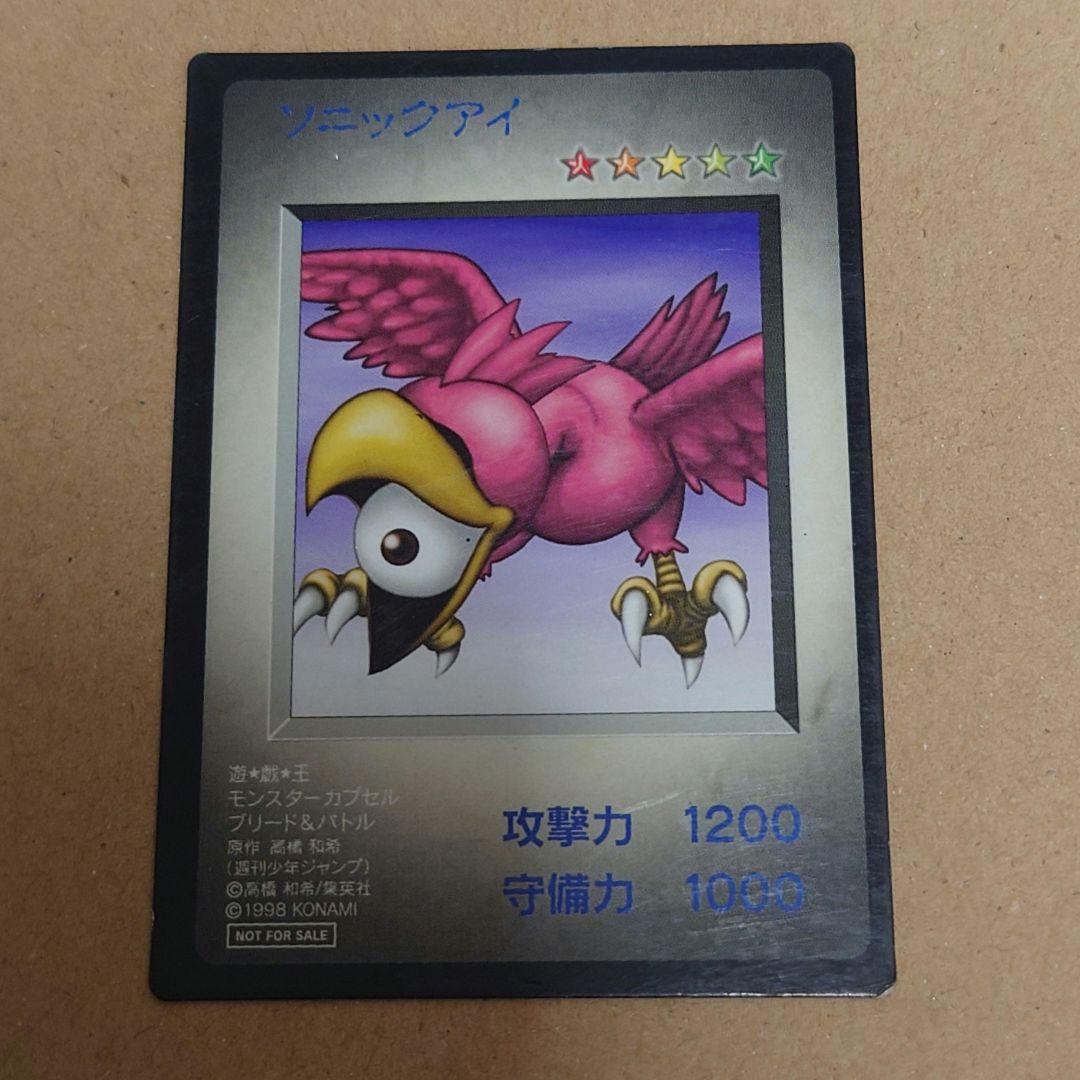 ソニックアイ
遊★戯★王
モンスターカプセル
ブリード&バトル
原作 高橋 和希
(週刊少年ジャンプ)
©高橋 和希/集英社
©1998 KONAMI
NOT FOR SALE
攻撃力 1200
守備力 1000